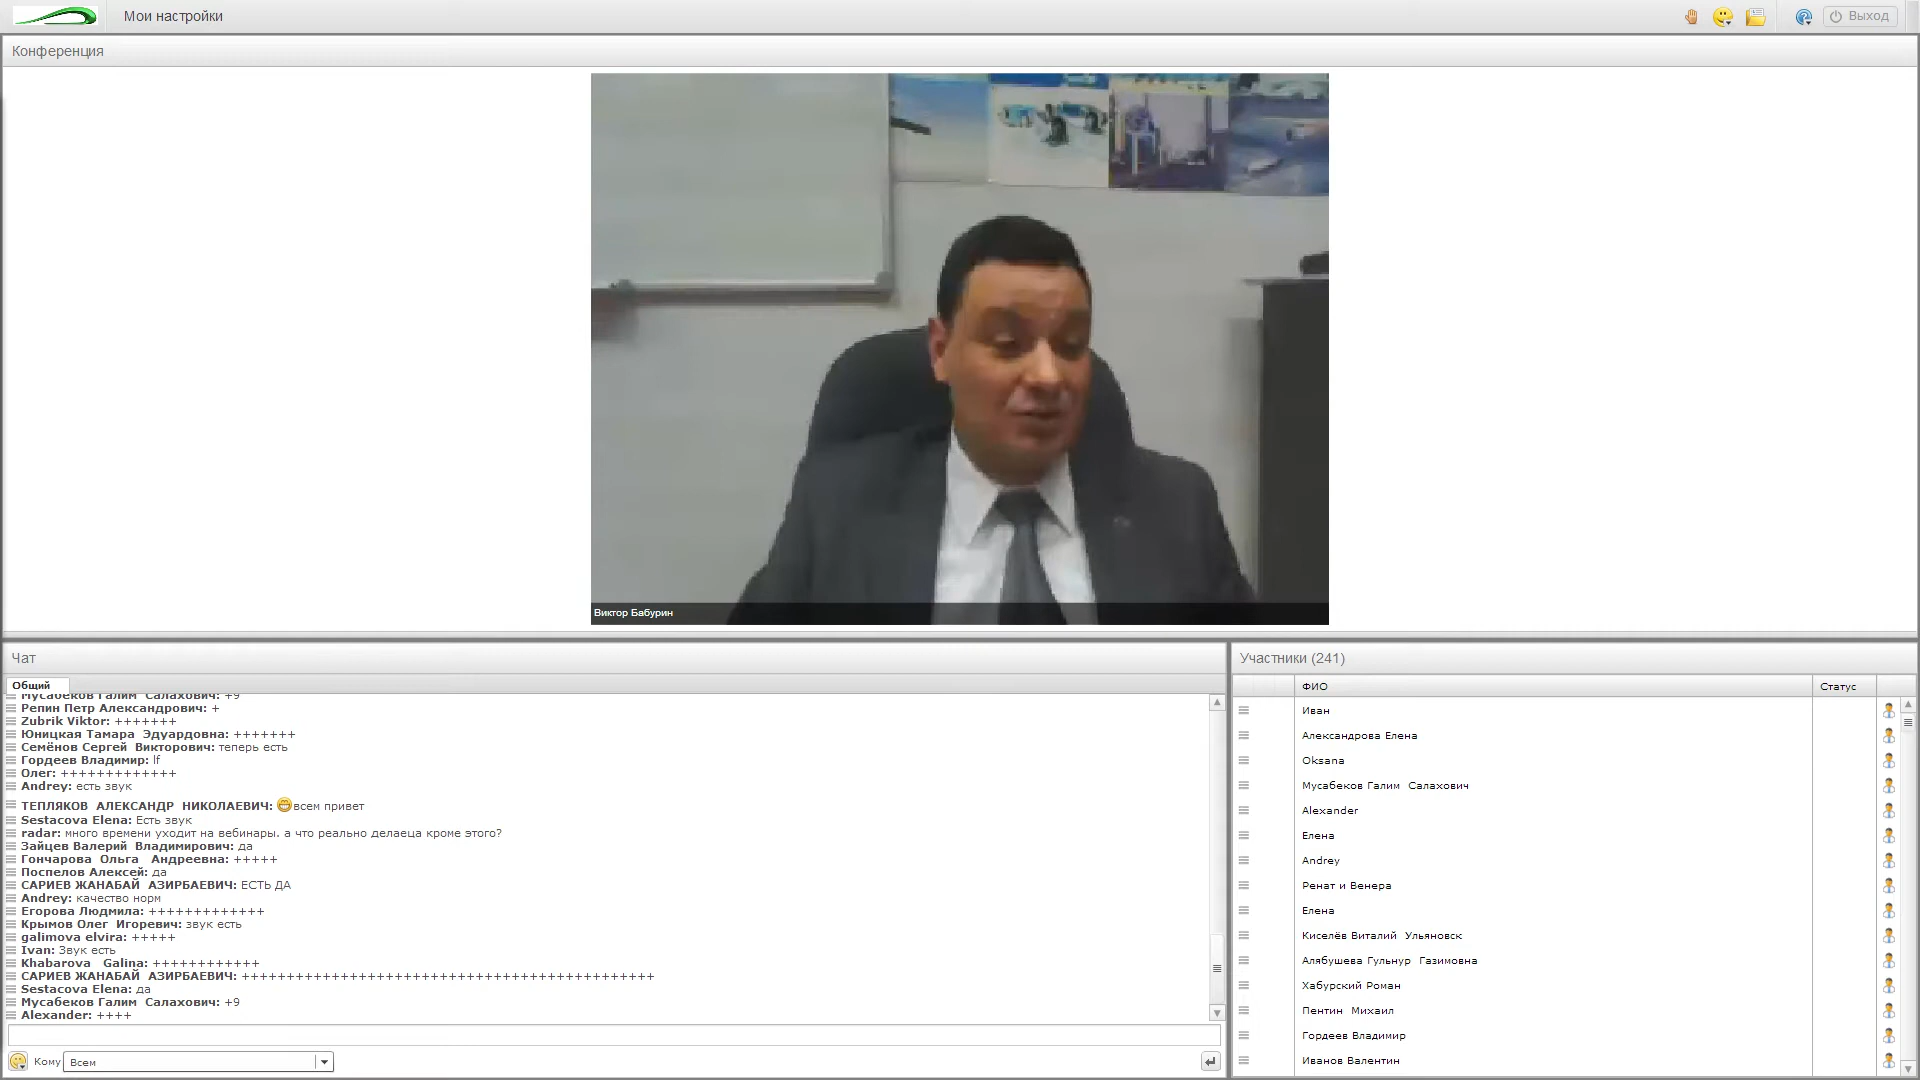 Мои настройки
Выход
Конференция
Виктор Бабурин
Чат
Общий
Мусабеков Галим Салахович: +9
Репин Петр Александрович: +
Zubrik Viktor: +++++++
Юницкая Тамара Эдуардовна: +++++++
Семёнов Сергей Викторович: теперь есть
Гордеев Владимир: lf
Олег: +++++++++++++
Andrey: есть звук
ТЕПЛЯКОВ АЛЕКСАНДР НИКОЛАЕВИЧ: всем привет
Sestacova Elena: Есть звук
radar: много времени уходит на вебинары. а что реально делаеца кроме этого?
Зайцев Валерий Владимирович: да
Гончарова Ольга Андреевна: +++++
Поспелов Алексей: да
САРИЕВ ЖАНАБАЙ АЗИРБАЕВИЧ: ЕСТЬ ДА
Andrey: качество норм
Егорова Людмила: +++++++++++++
Крымов Олег Игоревич: звук есть
galimova elvira: +++++
Ivan: Звук есть
Khabarova Galina: ++++++++++++
САРИЕВ ЖАНАБАЙ АЗИРБАЕВИЧ: ++++++++++++++++++++++++++++++++++++++++++++++
Sestacova Elena: да
Мусабеков Галим Салахович: +9
Alexander: ++++
Кому Всем
Участники (241)
ФИО Статус
Иван
Александрова Елена
Oksana
Мусабеков Галим Салахович
Alexander
Елена
Andrey
Ренат и Венера
Елена
Киселёв Виталий Ульяновск
Алябушева Гульнур Газимовна
Хабурский Роман
Пентин Михаил
Гордеев Владимир
Иванов Валентин